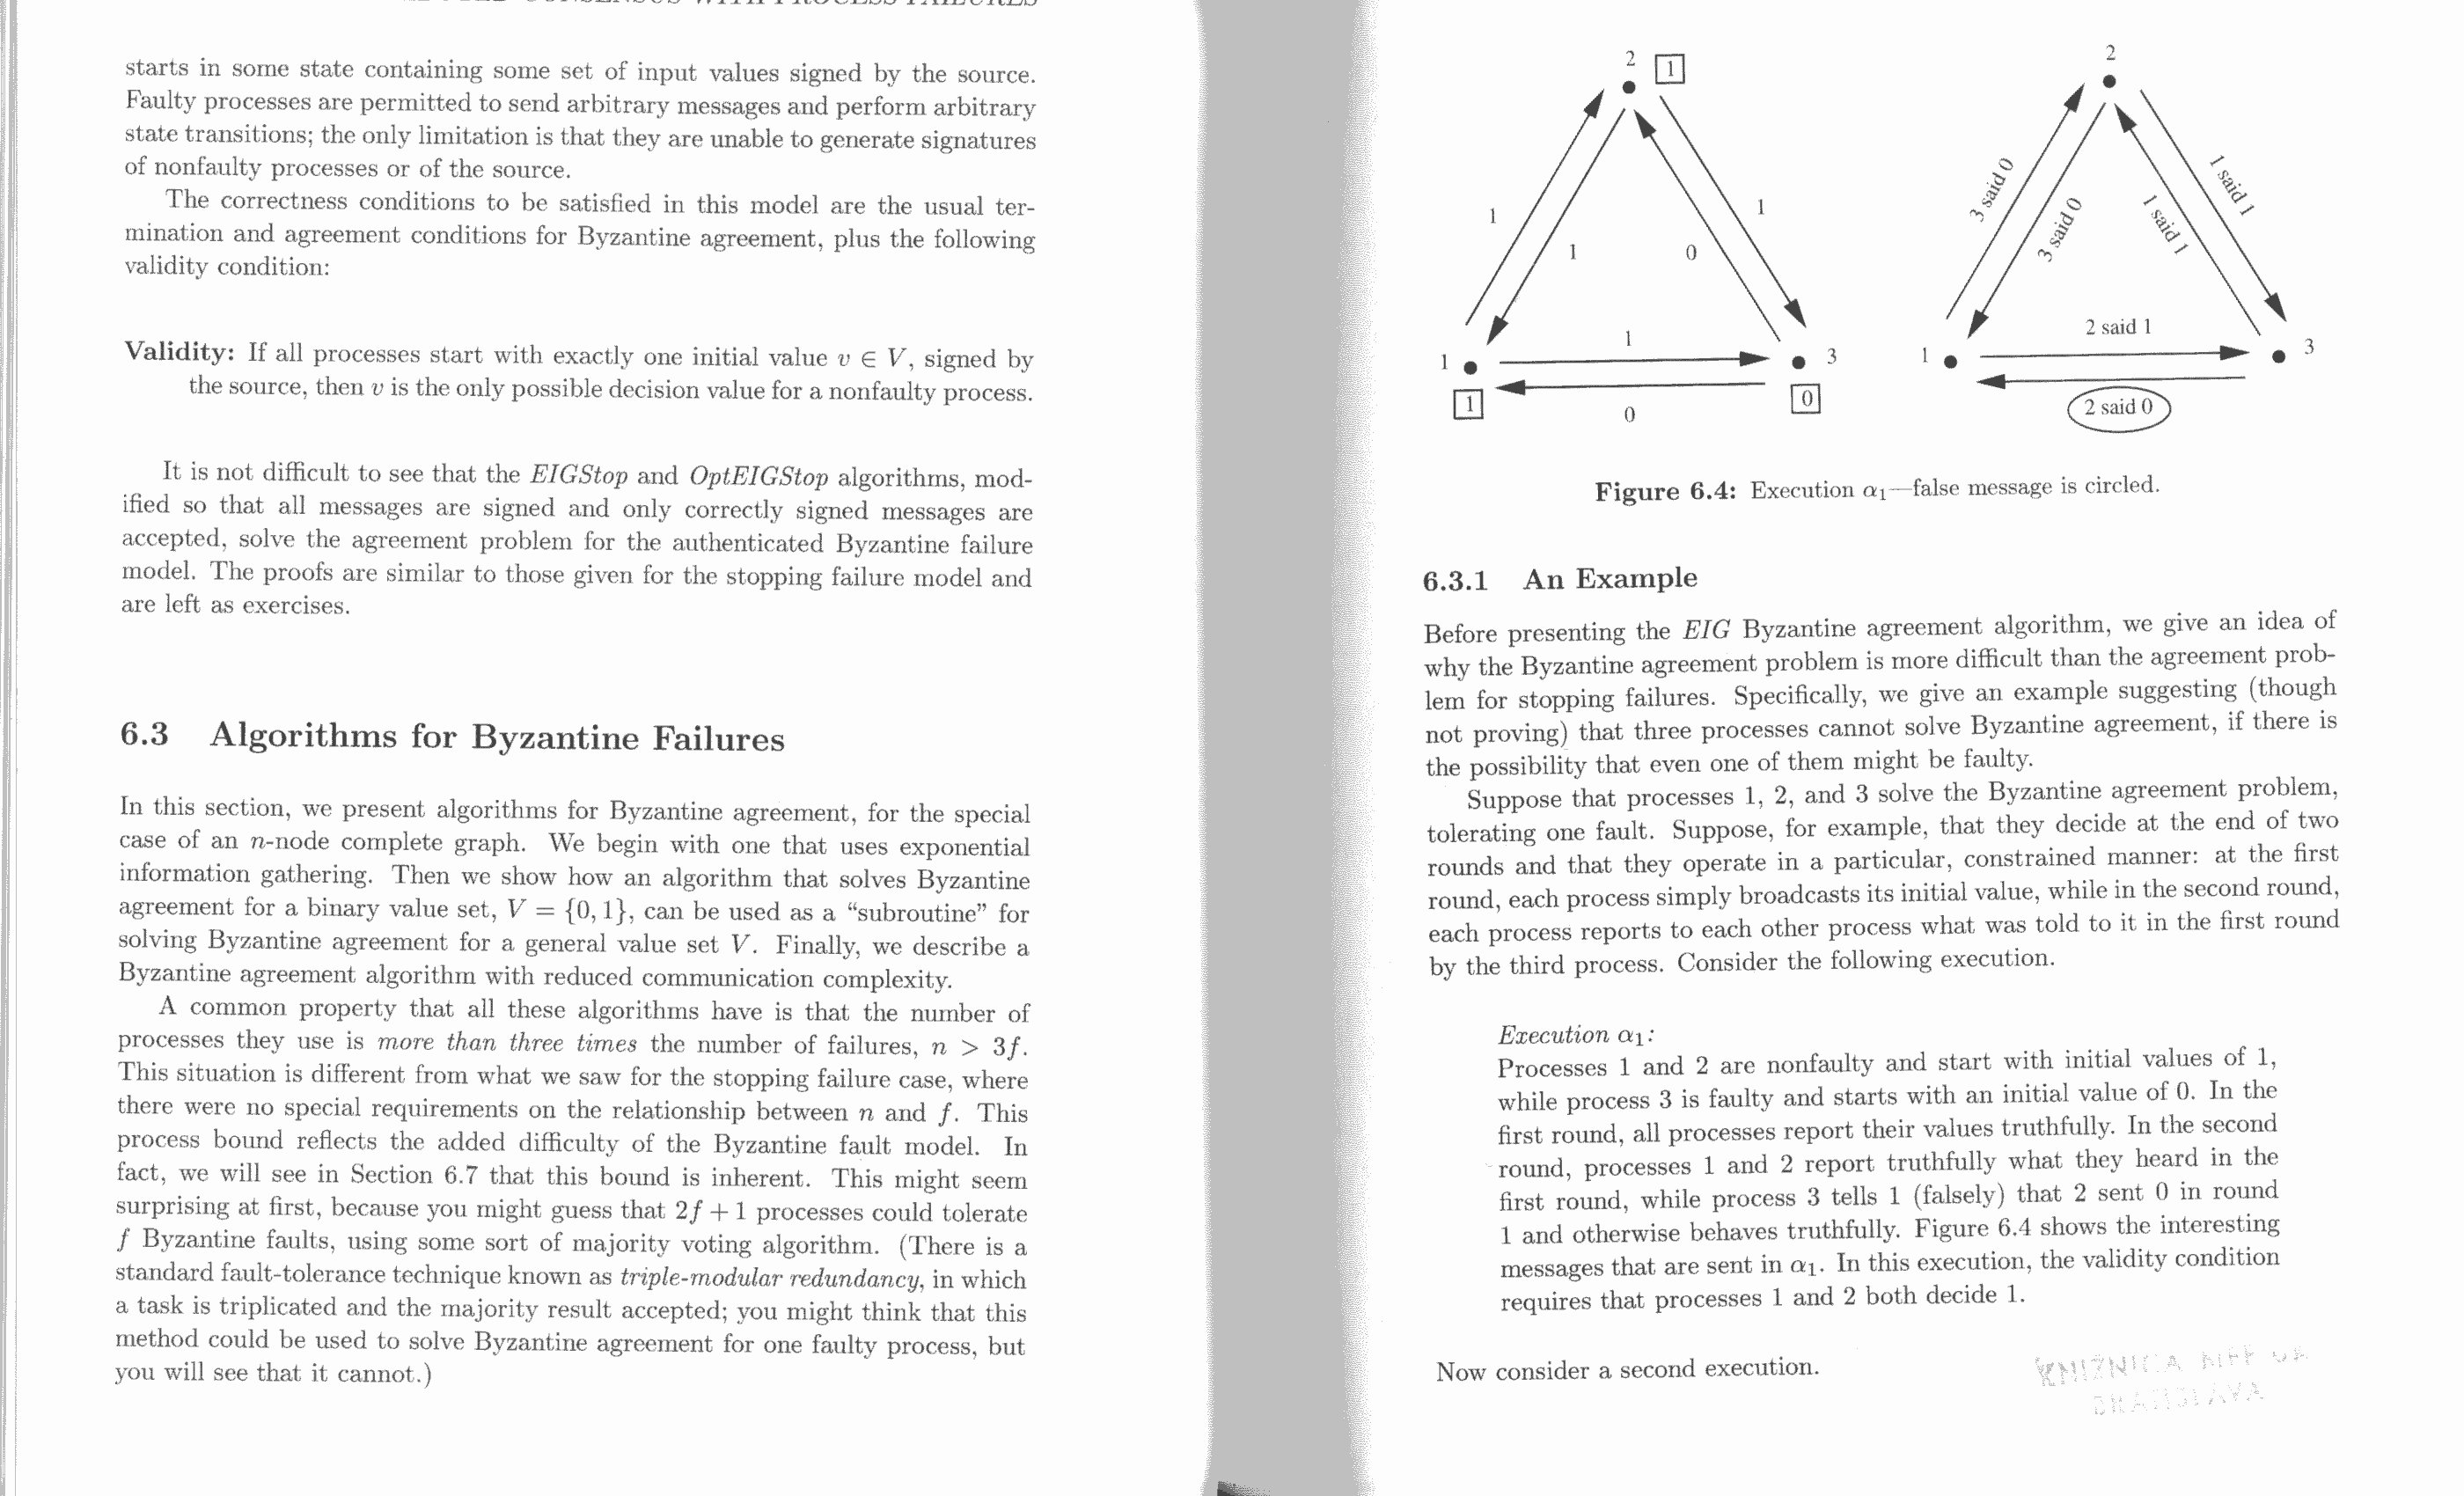 starts in some state containing some set of input values signed by the source.
Faulty processes are permitted to send arbitrary messages and perform arbitrary
state transitions; the only limitation is that they are unable to generate signatures
of nonfaulty processes or of the source.
The correctness conditions to be satisfied in this model are the usual ter-
mination and agreement conditions for Byzantine agreement, plus the following
validity condition:
Validity: If all processes start with exactly one initial value v ∈ V, signed by
the source, then v is the only possible decision value for a nonfaulty process.
It is not difficult to see that the EIGStop and OptEIGStop algorithms, mod-
ified so that all messages are signed and only correctly signed messages are
accepted, solve the agreement problem for the authenticated Byzantine failure
model. The proofs are similar to those given for the stopping failure model and
are left as exercises.
6.3 Algorithms for Byzantine Failures
In this section, we present algorithms for Byzantine agreement, for the special
case of an n-node complete graph. We begin with one that uses exponential
information gathering. Then we show how an algorithm that solves Byzantine
agreement for a binary value set, V = {0, 1}, can be used as a “subroutine” for
solving Byzantine agreement for a general value set V. Finally, we describe a
Byzantine agreement algorithm with reduced communication complexity.
A common property that all these algorithms have is that the number of
processes they use is more than three times the number of failures, n > 3f.
This situation is different from what we saw for the stopping failure case, where
there were no special requirements on the relationship between n and f. This
process bound reflects the added difficulty of the Byzantine fault model. In
fact, we will see in Section 6.7 that this bound is inherent. This might seem
surprising at first, because you might guess that 2f + 1 processes could tolerate
f Byzantine faults, using some sort of majority voting algorithm. (There is a
standard fault-tolerance technique known as triple-modular redundancy, in which
a task is triplicated and the majority result accepted; you might think that this
method could be used to solve Byzantine agreement for one faulty process, but
you will see that it cannot.)
2 1
1
1
1
0
1
1
3
1
0
0
2
3 said 0
3 said 0
1 said 1
1 said 1
2 said 1
1
3
2 said 0
Figure 6.4: Execution α1—false message is circled.
6.3.1 An Example
Before presenting the EIG Byzantine agreement algorithm, we give an idea of
why the Byzantine agreement problem is more difficult than the agreement prob-
lem for stopping failures. Specifically, we give an example suggesting (though
not proving) that three processes cannot solve Byzantine agreement, if there is
the possibility that even one of them might be faulty.
Suppose that processes 1, 2, and 3 solve the Byzantine agreement problem,
tolerating one fault. Suppose, for example, that they decide at the end of two
rounds and that they operate in a particular, constrained manner: at the first
round, each process simply broadcasts its initial value, while in the second round,
each process reports to each other process what was told to it in the first round
by the third process. Consider the following execution.
Execution α1:
Processes 1 and 2 are nonfaulty and start with initial values of 1,
while process 3 is faulty and starts with an initial value of 0. In the
first round, all processes report their values truthfully. In the second
round, processes 1 and 2 report truthfully what they heard in the
first round, while process 3 tells 1 (falsely) that 2 sent 0 in round
1 and otherwise behaves truthfully. Figure 6.4 shows the interesting
messages that are sent in α1. In this execution, the validity condition
requires that processes 1 and 2 both decide 1.
Now consider a second execution.
KNIŽNICA MFF UK
BRATISLAVA